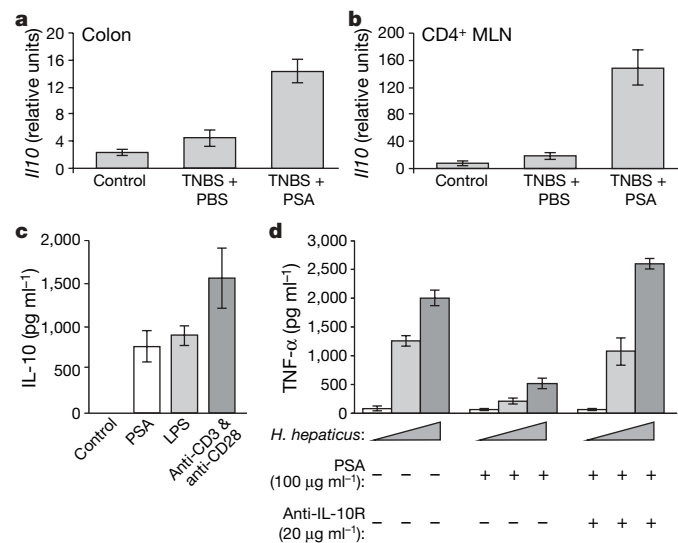 a
Colon
Il10 (relative units)
20
16
12
8
4
0
Control
TNBS +
PBS
TNBS +
PSA
b
CD4⁺ MLN
Il10 (relative units)
200
160
120
80
40
0
Control
TNBS +
PBS
TNBS +
PSA
c
IL-10 (pg ml⁻¹)
2,000
1,500
1,000
500
0
Control
PSA
LPS
Anti-CD3 &
anti-CD28
d
TNF-α (pg ml⁻¹)
3,000
2,500
2,000
1,500
1,000
500
0
H. hepaticus:
PSA
(100 µg ml⁻¹): – – – + + + + + +
Anti-IL-10R
(20 µg ml⁻¹): – – – – – – + + +